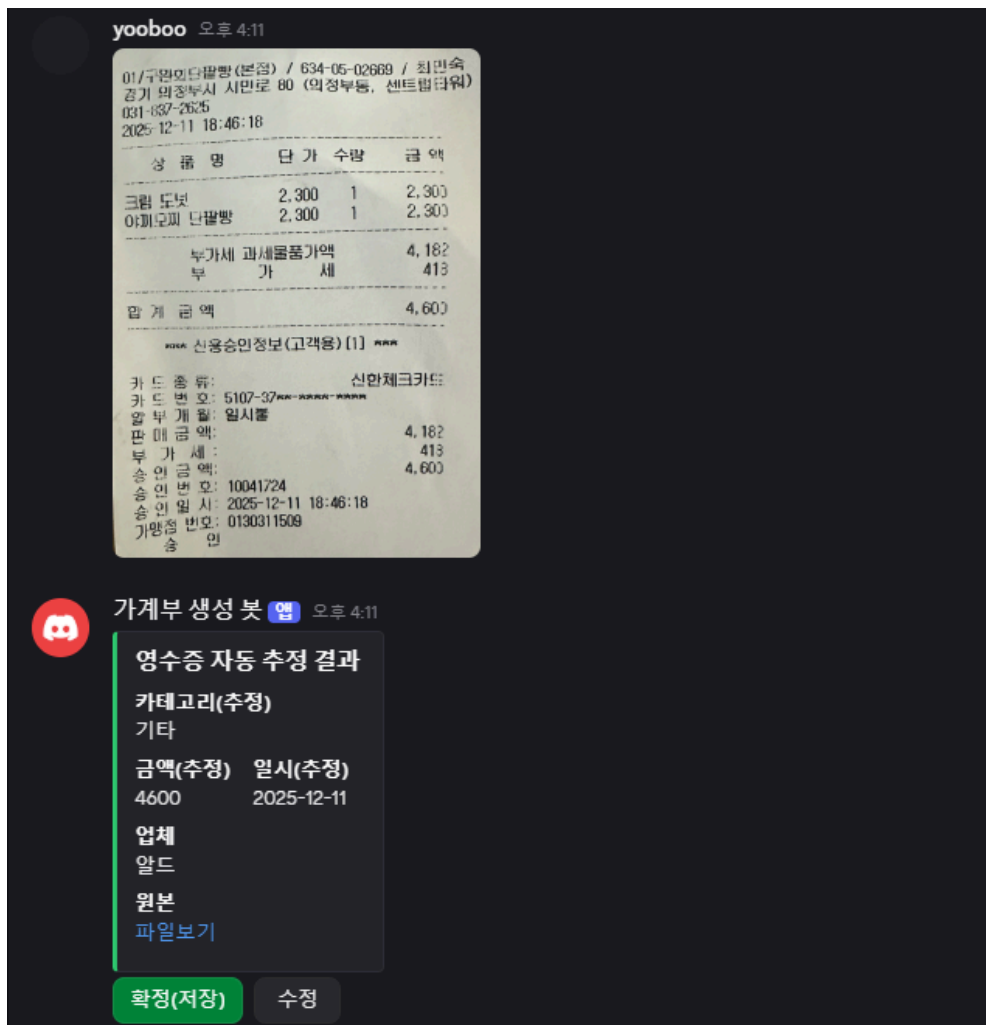 yooboo 오후 4:11
01/구완회단팥빵(본점) / 634-05-02669 / 최민숙
경기 의정부시 시민로 80 (의정부동, 센트럴타워)
031-837-2625
2025-12-11 18:46:18
상 품 명 단 가 수량 금 액
크림 도넛 2,300 1 2,300
야끼모찌 단팥빵 2,300 1 2,300
부가세 과세물품가액 4,182
부 가 세 418
합 계 금 액 4,600
*** 신용승인정보(고객용)[1] ***
카 드 종 류: 신한체크카드
카 드 번 호: 5107-37**-****-****
할 부 개 월: 일시불
판 매 금 액: 4,182
부 가 세 : 418
승 인 금 액: 4,600
승 인 번 호: 10041724
승 인 일 시: 2025-12-11 18:46:18
가맹점 번호: 0130311509
승 인
가계부 생성 봇 앱 오후 4:11
영수증 자동 추정 결과
카테고리(추정)
기타
금액(추정) 일시(추정)
4600 2025-12-11
업체
알드
원본
파일보기
확정(저장) 수정